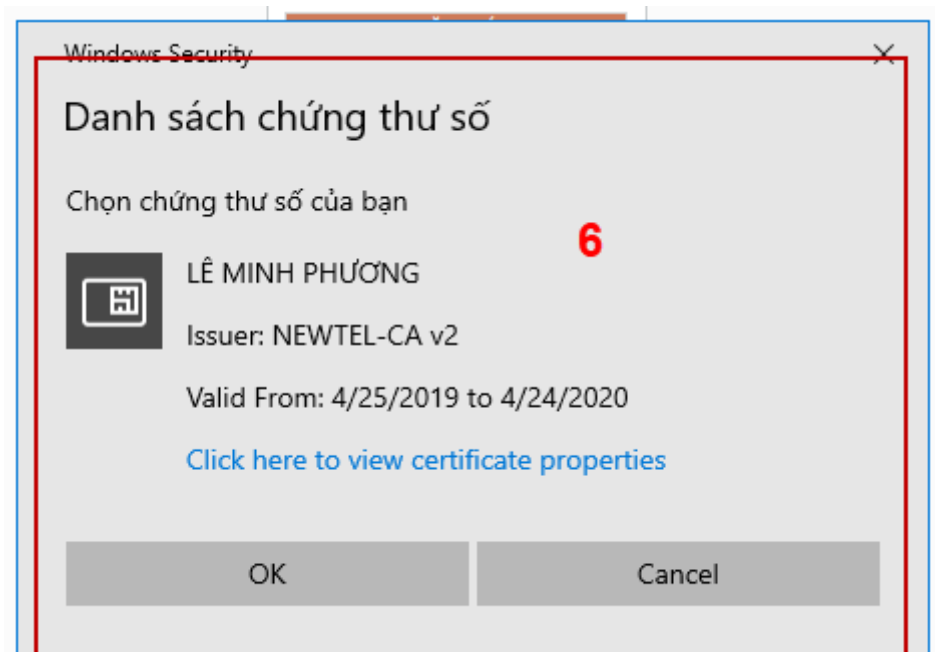 Windows Security
Danh sách chứng thư số
Chọn chứng thư số của bạn
6
LÊ MINH PHƯƠNG
Issuer: NEWTEL-CA v2
Valid From: 4/25/2019 to 4/24/2020
Click here to view certificate properties
OK
Cancel